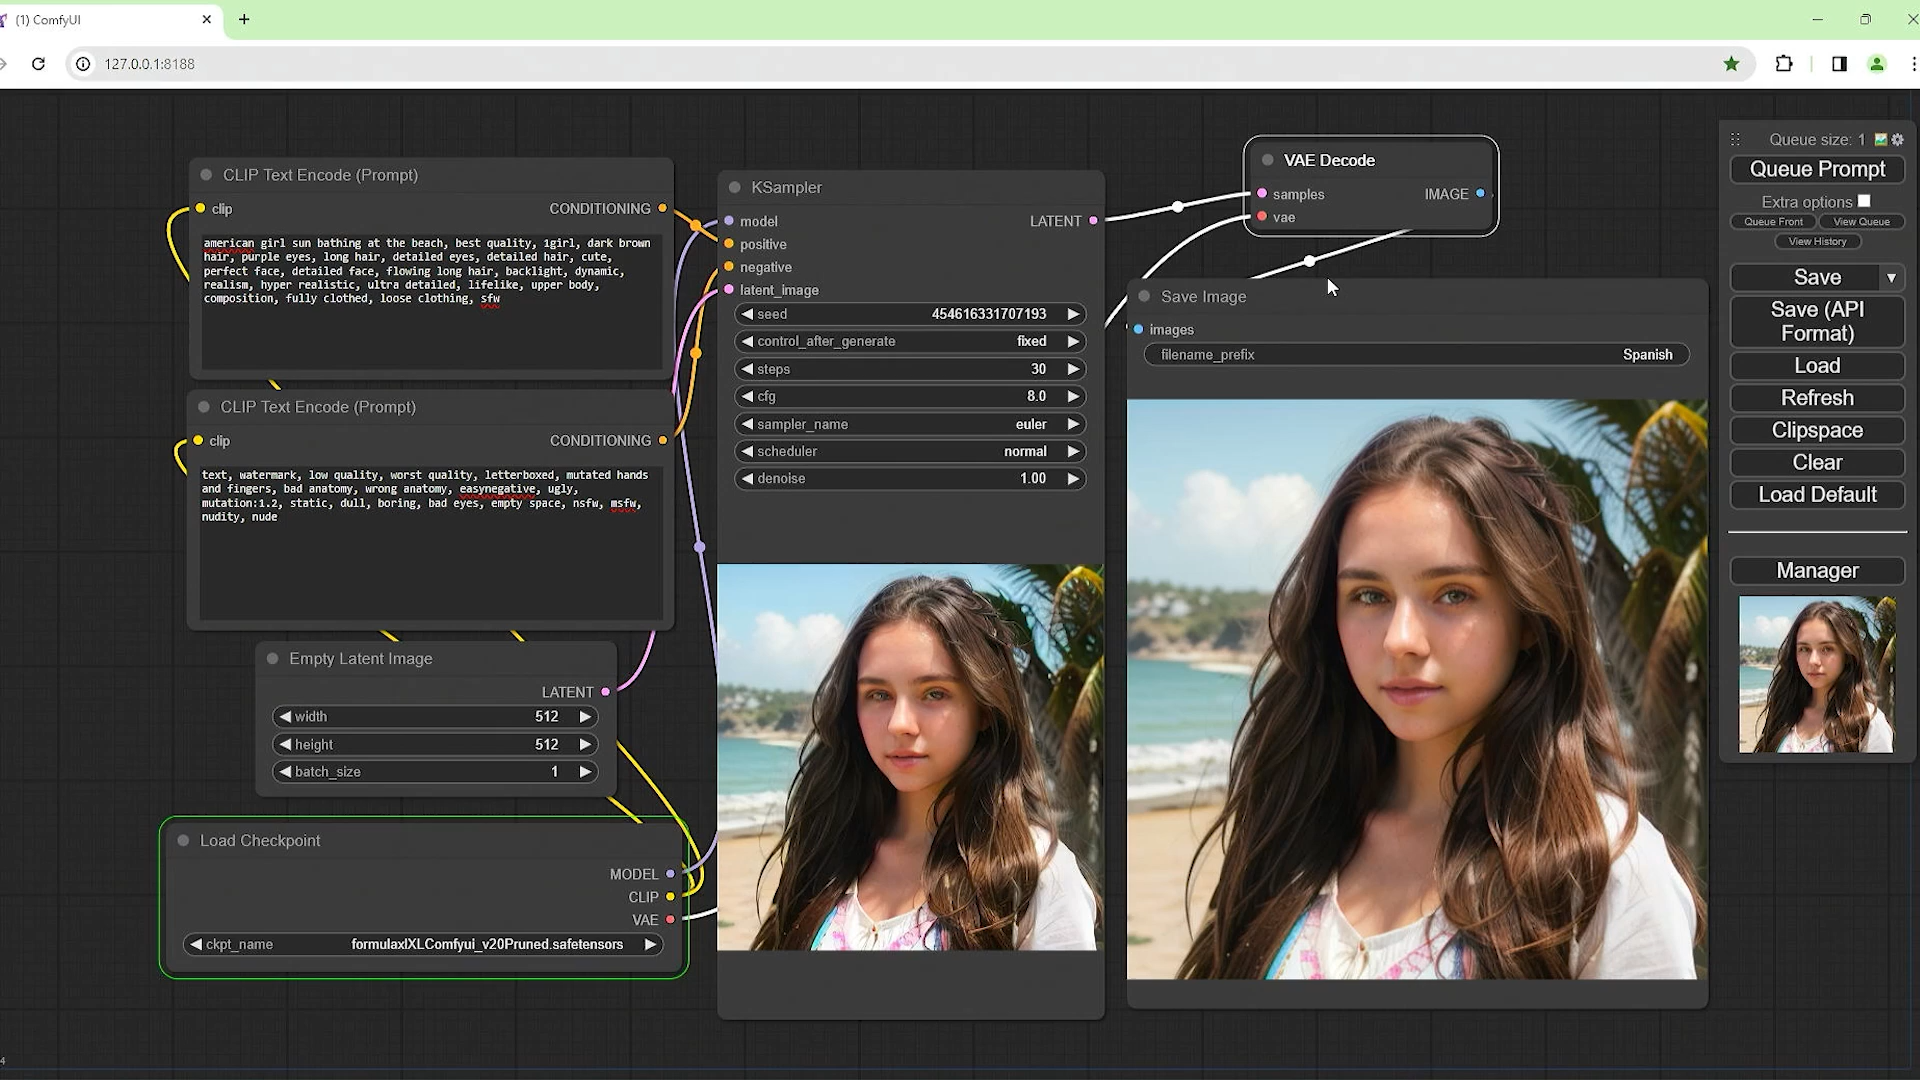 (1) ComfyUI
127.0.0.1:8188
CLIP Text Encode (Prompt)
clip
CONDITIONING
american girl sun bathing at the beach, best quality, 1girl, dark brown
hair, purple eyes, long hair, detailed eyes, detailed hair, cute,
perfect face, detailed face, flowing long hair, backlight, dynamic,
realism, hyper realistic, ultra detailed, lifelike, upper body,
composition, fully clothed, loose clothing, sfw
CLIP Text Encode (Prompt)
clip
CONDITIONING
text, watermark, low quality, worst quality, letterboxed, mutated hands
and fingers, bad anatomy, wrong anatomy, easynegative, ugly,
mutation:1.2, static, dull, boring, bad eyes, empty space, nsfw, msfw,
nudity, nude
Empty Latent Image
LATENT
width 512
height 512
batch_size 1
Load Checkpoint
MODEL
CLIP
VAE
ckpt_name formulaxlXLComfyui_v20Pruned.safetensors
KSampler
model
LATENT
positive
negative
latent_image
seed 454616331707193
control_after_generate fixed
steps 30
cfg 8.0
sampler_name euler
scheduler normal
denoise 1.00
VAE Decode
samples
IMAGE
vae
Save Image
images
filename_prefix Spanish
Queue size: 1
Queue Prompt
Extra options
Queue Front
View Queue
View History
Save
Save (API
Format)
Load
Refresh
Clipspace
Clear
Load Default
Manager
4